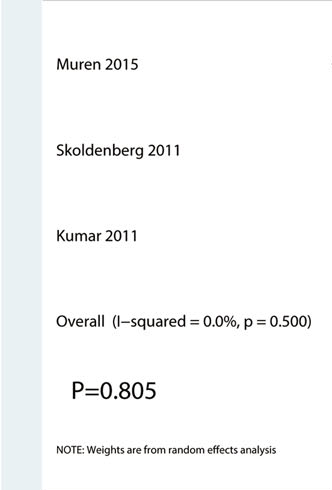 Muren 2015
Skoldenberg 2011
Kumar 2011
Overall (I−squared = 0.0%, p = 0.500)
P=0.805
NOTE: Weights are from random effects analysis